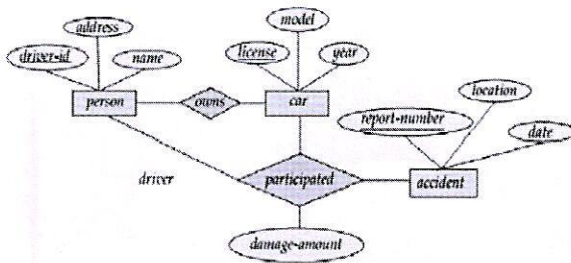 model
address
driver-id
name
license
year
person
owns
car
location
report-number
date
driver
participated
accident
damage-amount